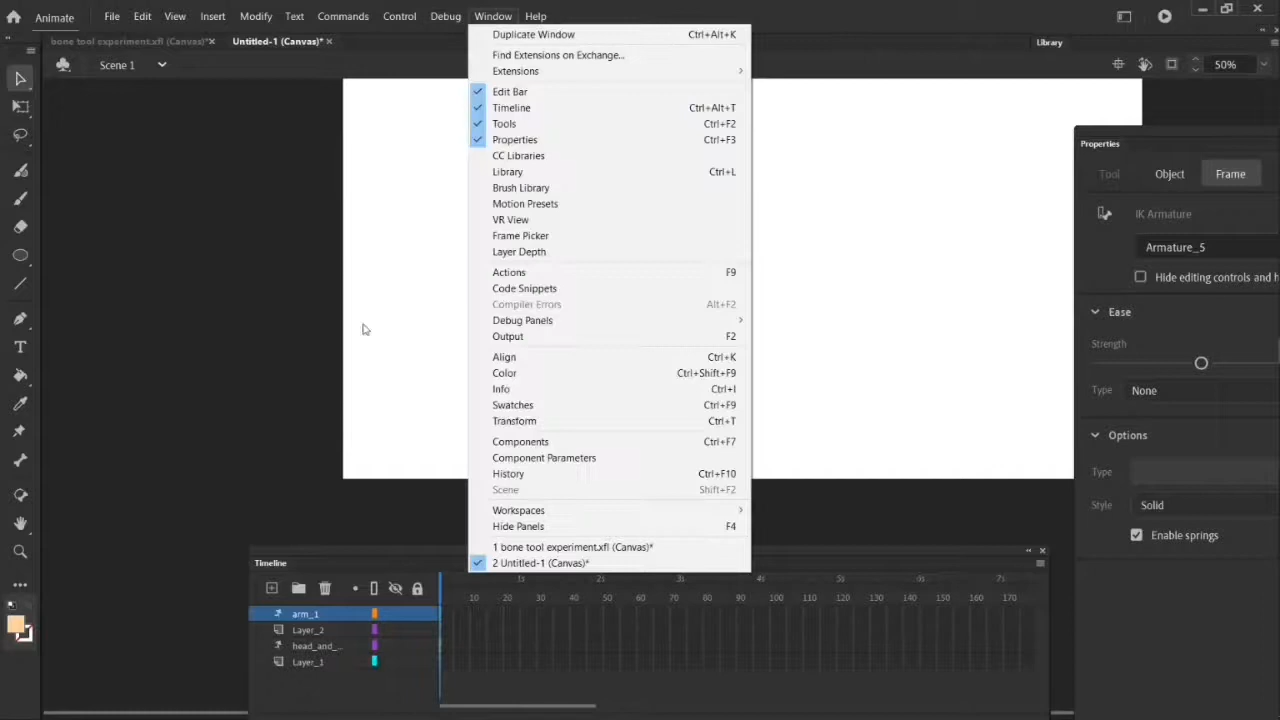 Animate File Edit View Insert Modify Text Commands Control Debug Window Help
bone tool experiment.xfl (Canvas)* Untitled-1 (Canvas)*
Library
Scene 1
50%
Duplicate Window Ctrl+Alt+K
Find Extensions on Exchange...
Extensions
Edit Bar
Timeline Ctrl+Alt+T
Tools Ctrl+F2
Properties Ctrl+F3
CC Libraries
Library Ctrl+L
Brush Library
Motion Presets
VR View
Frame Picker
Layer Depth
Actions F9
Code Snippets
Compiler Errors Alt+F2
Debug Panels
Output F2
Align Ctrl+K
Color Ctrl+Shift+F9
Info Ctrl+I
Swatches Ctrl+F9
Transform Ctrl+T
Components Ctrl+F7
Component Parameters
History Ctrl+F10
Scene Shift+F2
Workspaces
Hide Panels F4
1 bone tool experiment.xfl (Canvas)*
2 Untitled-1 (Canvas)*
Properties
Tool Object Frame
IK Armature
Armature_5
Hide editing controls and h
Ease
Strength
Type None
Options
Type
Style Solid
Enable springs
Timeline
1s 2s 3s 4s 5s 6s 7s
10 20 30 40 50 60 70 80 90 100 110 120 130 140 150 160 170
arm_1
Layer_2
head_and_...
Layer_1